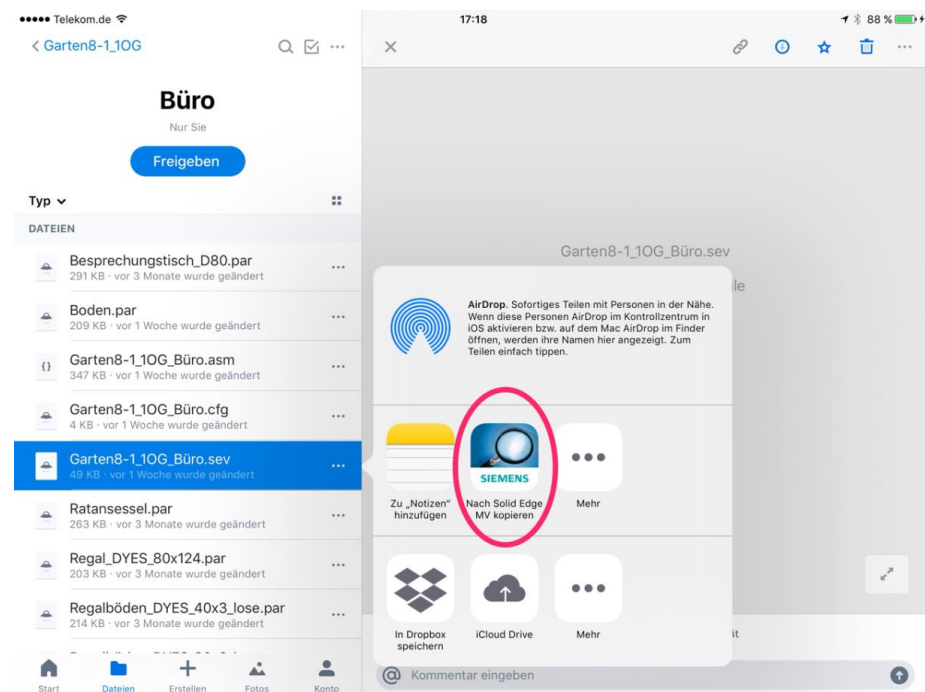 Telekom.de
17:18
88 %
Garten8-1_1OG
Büro
Nur Sie
Freigeben
Typ
DATEIEN
Besprechungstisch_D80.par
291 KB · vor 3 Monate wurde geändert
Boden.par
209 KB · vor 1 Woche wurde geändert
Garten8-1_1OG_Büro.asm
347 KB · vor 1 Woche wurde geändert
Garten8-1_1OG_Büro.cfg
4 KB · vor 1 Woche wurde geändert
Garten8-1_1OG_Büro.sev
49 KB · vor 1 Woche wurde geändert
Ratansessel.par
263 KB · vor 3 Monate wurde geändert
Regal_DYES_80x124.par
203 KB · vor 3 Monate wurde geändert
Regalböden_DYES_40x3_lose.par
214 KB · vor 3 Monate wurde geändert
Start
Dateien
Erstellen
Fotos
Konto
Garten8-1_1OG_Büro.sev
AirDrop. Sofortiges Teilen mit Personen in der Nähe.
Wenn diese Personen AirDrop im Kontrollzentrum in
iOS aktivieren bzw. auf dem Mac AirDrop im Finder
öffnen, werden ihre Namen hier angezeigt. Zum
Teilen einfach tippen.
SIEMENS
Zu „Notizen“
hinzufügen
Nach Solid Edge
MV kopieren
Mehr
In Dropbox
speichern
iCloud Drive
Mehr
@ Kommentar eingeben